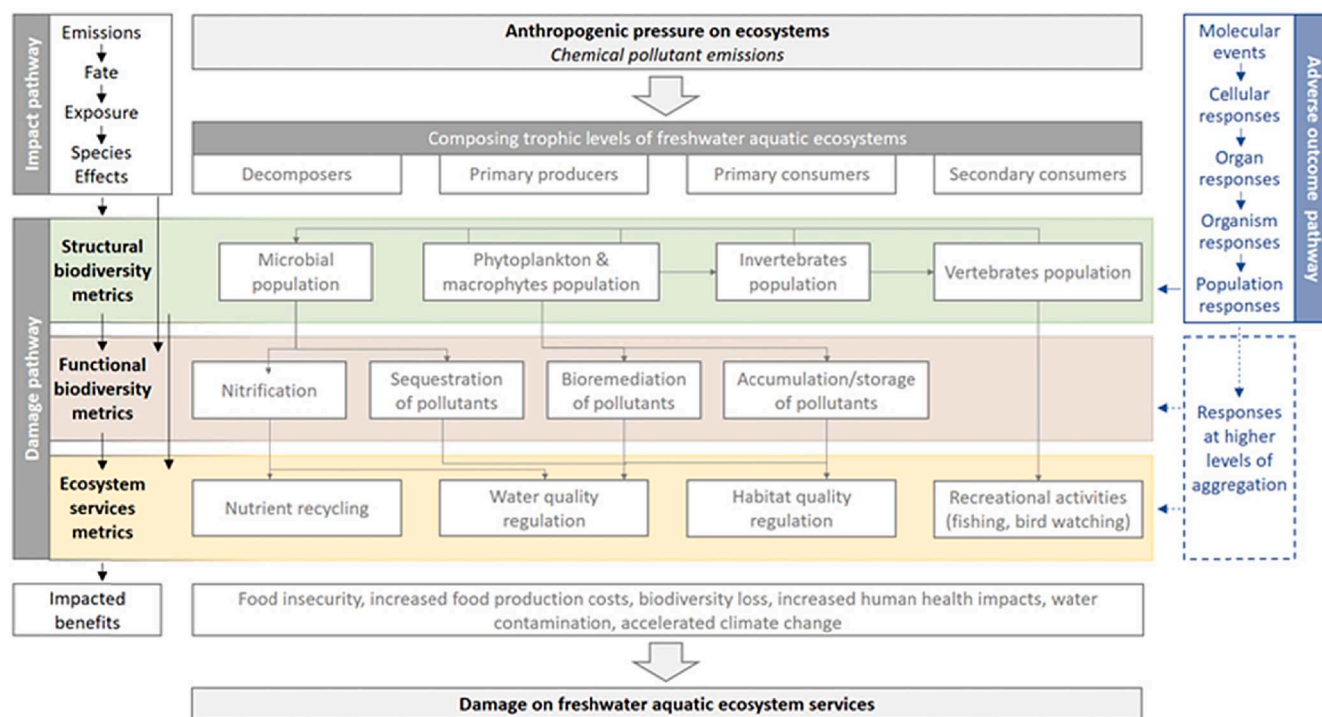 Impact pathway
Emissions
Fate
Exposure
Species
Effects
Anthropogenic pressure on ecosystems
Chemical pollutant emissions
Composing trophic levels of freshwater aquatic ecosystems
Decomposers
Primary producers
Primary consumers
Secondary consumers
Adverse outcome pathway
Molecular
events
Cellular
responses
Organ
responses
Organism
responses
Population
responses
Damage pathway
Structural
biodiversity
metrics
Microbial
population
Phytoplankton &
macrophytes population
Invertebrates
population
Vertebrates population
Functional
biodiversity
metrics
Nitrification
Sequestration
of pollutants
Bioremediation
of pollutants
Accumulation/storage
of pollutants
Responses
at higher
levels of
aggregation
Ecosystem
services
metrics
Nutrient recycling
Water quality
regulation
Habitat quality
regulation
Recreational activities
(fishing, bird watching)
Impacted
benefits
Food insecurity, increased food production costs, biodiversity loss, increased human health impacts, water
contamination, accelerated climate change
Damage on freshwater aquatic ecosystem services